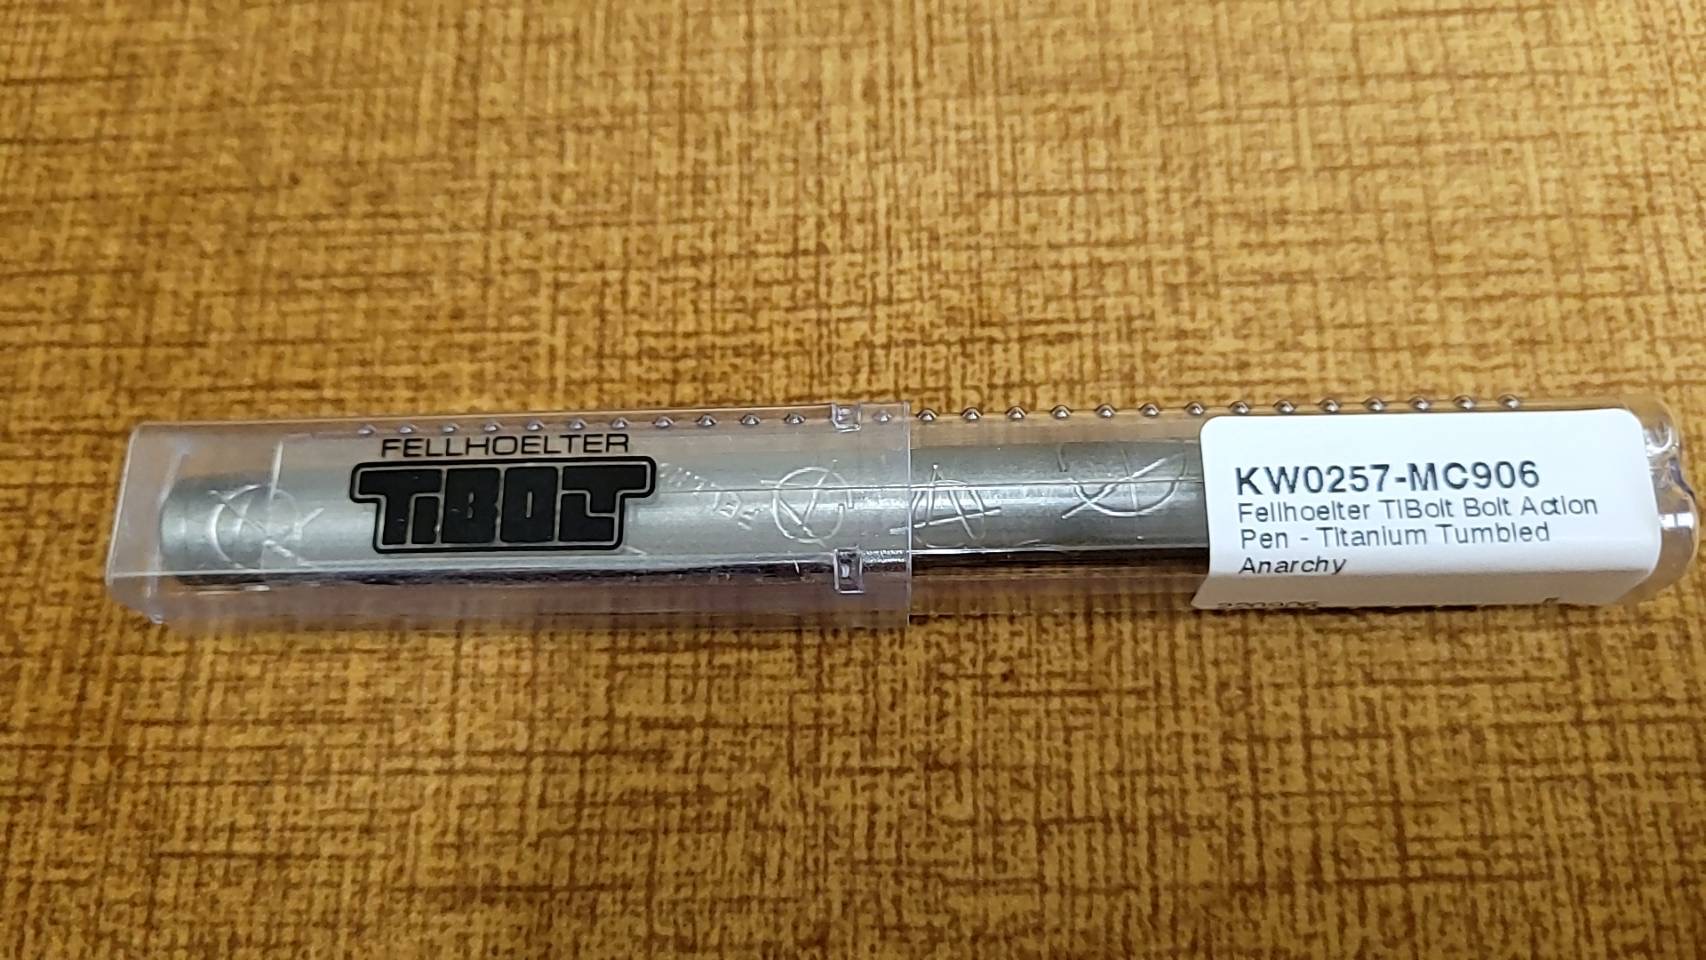 FELLHOELTER
TiBOLT
KW0257-MC906
Fellhoelter TIBolt Bolt Action
Pen - Titanium Tumbled
Anarchy